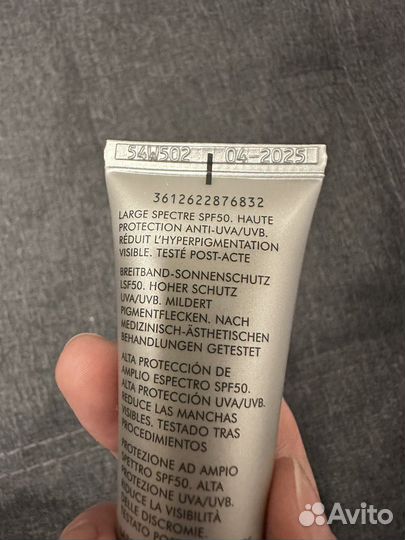 54W502 04-2025
3612622876832
LARGE SPECTRE SPF50. HAUTE
PROTECTION ANTI-UVA/UVB.
RÉDUIT L'HYPERPIGMENTATION
VISIBLE. TESTÉ POST-ACTE
BREITBAND-SONNENSCHUTZ
LSF50. HOHER SCHUTZ
UVA/UVB. MILDERT
PIGMENTFLECKEN. NACH
MEDIZINISCH-ÄSTHETISCHEN
BEHANDLUNGEN GETESTET
ALTA PROTECCIÓN DE
AMPLIO ESPECTRO SPF50.
ALTA PROTECCIÓN UVA/UVB.
REDUCE LAS MANCHAS
VISIBLES. TESTADO TRAS
PROCEDIMIENTOS
PROTEZIONE AD AMPIO
SPETTRO SPF50. ALTA
PROTEZIONE UVA/UVB.
RIDUCE LA VISIBILITÀ
DELLE DISCROMIE.
TESTATO
Avito